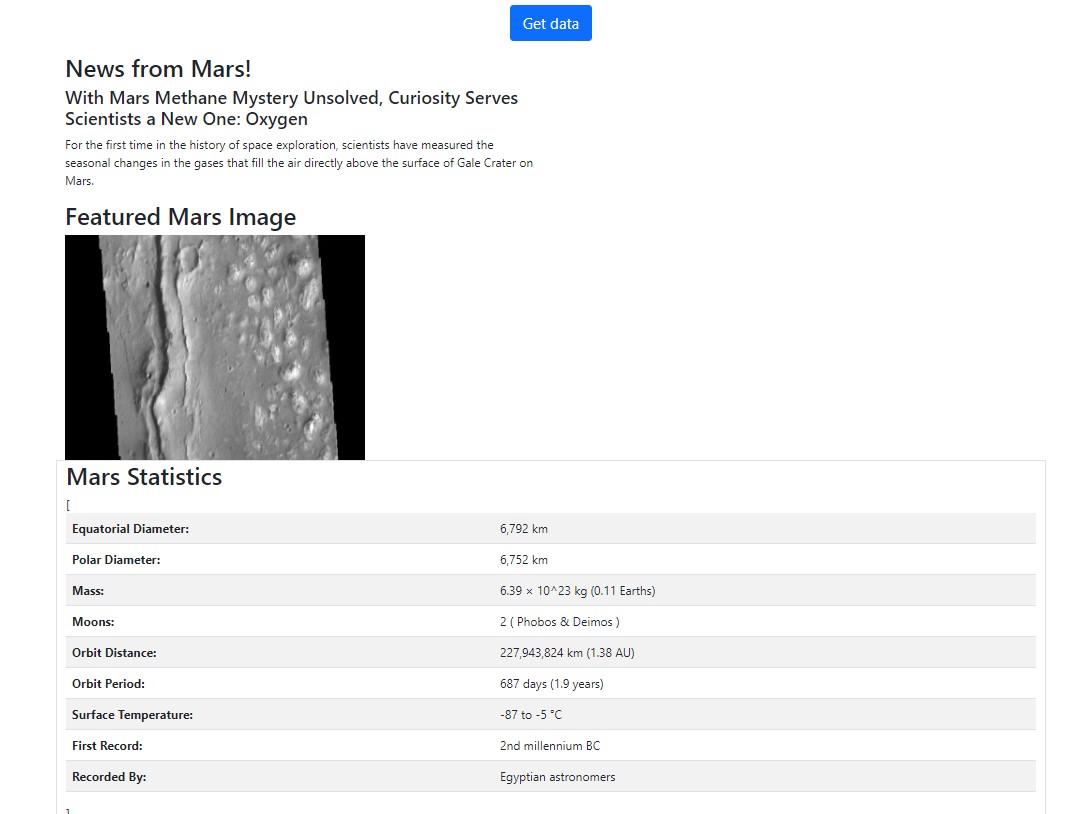 Get data
News from Mars!
With Mars Methane Mystery Unsolved, Curiosity Serves
Scientists a New One: Oxygen
For the first time in the history of space exploration, scientists have measured the
seasonal changes in the gases that fill the air directly above the surface of Gale Crater on
Mars.
Featured Mars Image
Mars Statistics
[
Equatorial Diameter: 6,792 km
Polar Diameter: 6,752 km
Mass: 6.39 × 10^23 kg (0.11 Earths)
Moons: 2 ( Phobos & Deimos )
Orbit Distance: 227,943,824 km (1.38 AU)
Orbit Period: 687 days (1.9 years)
Surface Temperature: -87 to -5 °C
First Record: 2nd millennium BC
Recorded By: Egyptian astronomers
]